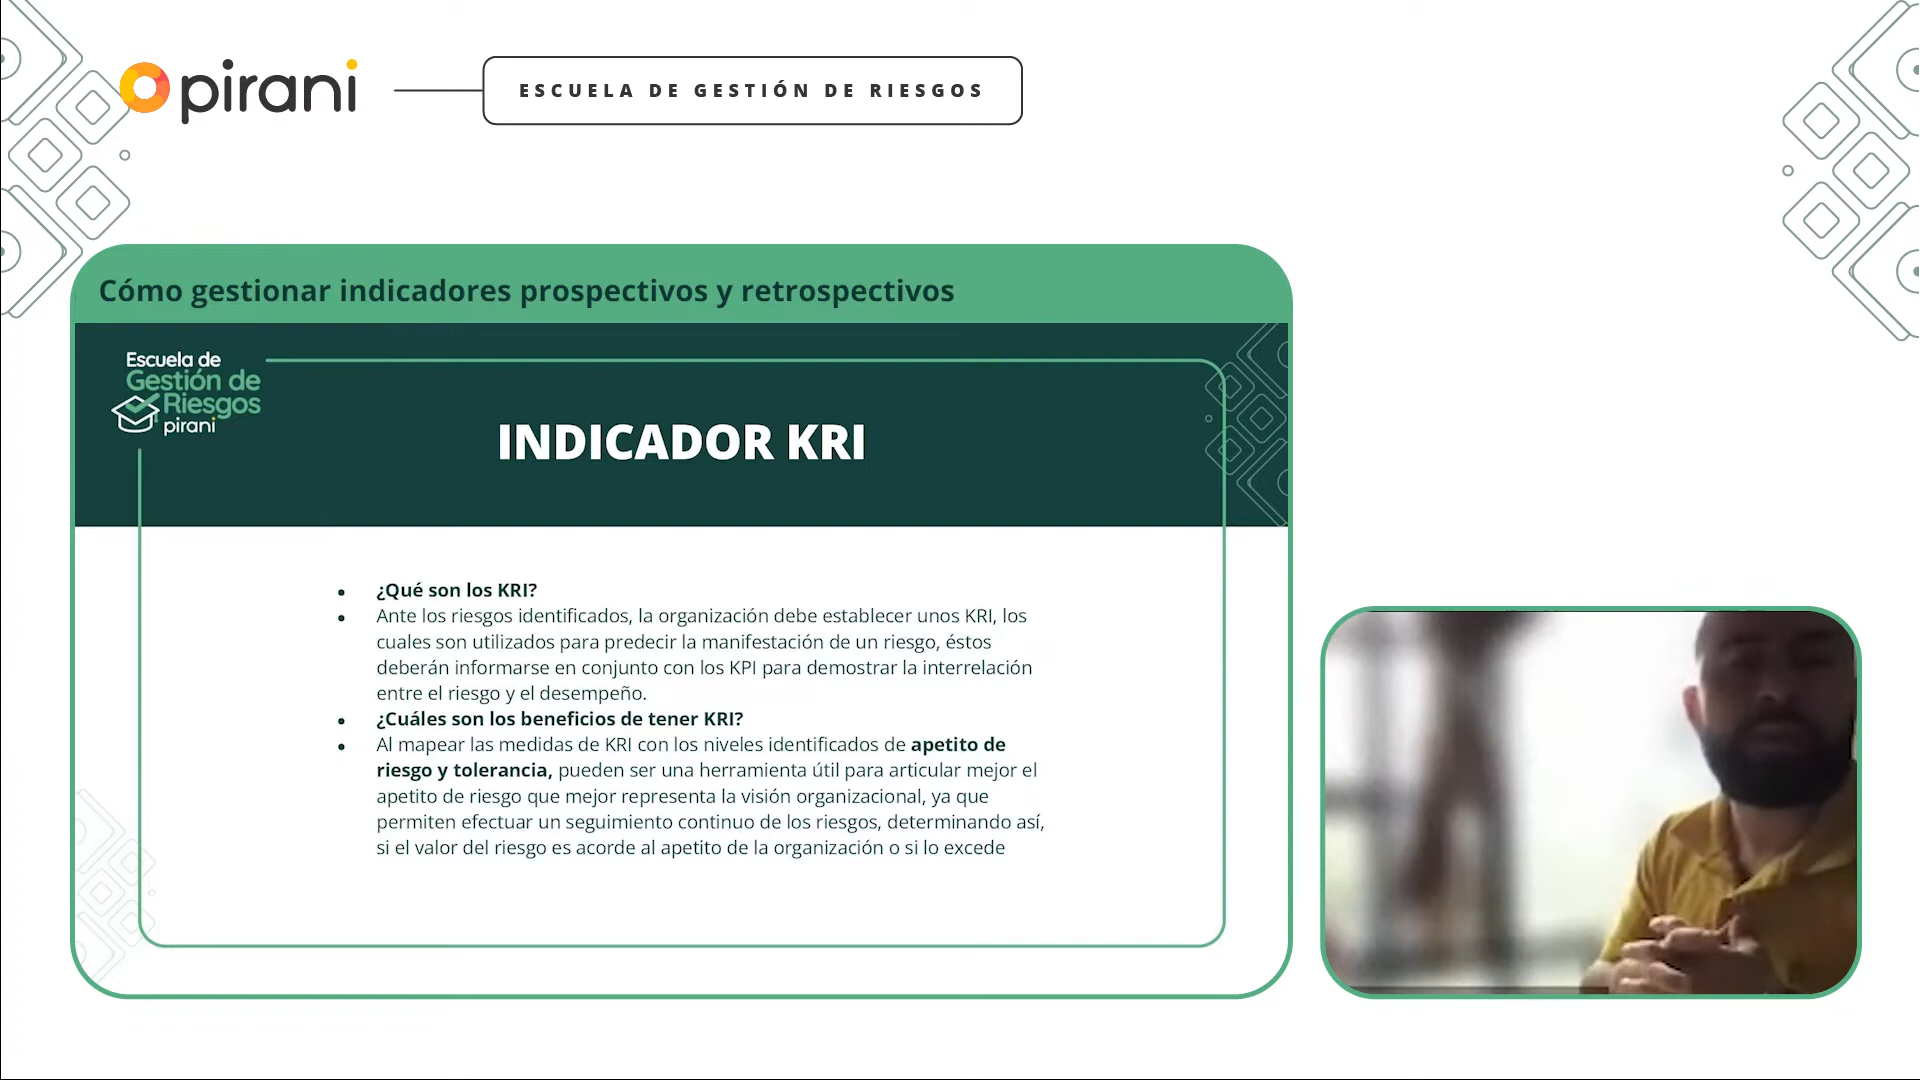 pirani
ESCUELA DE GESTIÓN DE RIESGOS
Cómo gestionar indicadores prospectivos y retrospectivos
Escuela de
Gestión de
Riesgos
pirani
INDICADOR KRI
• ¿Qué son los KRI?
• Ante los riesgos identificados, la organización debe establecer unos KRI, los
cuales son utilizados para predecir la manifestación de un riesgo, éstos
deberán informarse en conjunto con los KPI para demostrar la interrelación
entre el riesgo y el desempeño.
• ¿Cuáles son los beneficios de tener KRI?
• Al mapear las medidas de KRI con los niveles identificados de apetito de
riesgo y tolerancia, pueden ser una herramienta útil para articular mejor el
apetito de riesgo que mejor representa la visión organizacional, ya que
permiten efectuar un seguimiento continuo de los riesgos, determinando así,
si el valor del riesgo es acorde al apetito de la organización o si lo excede